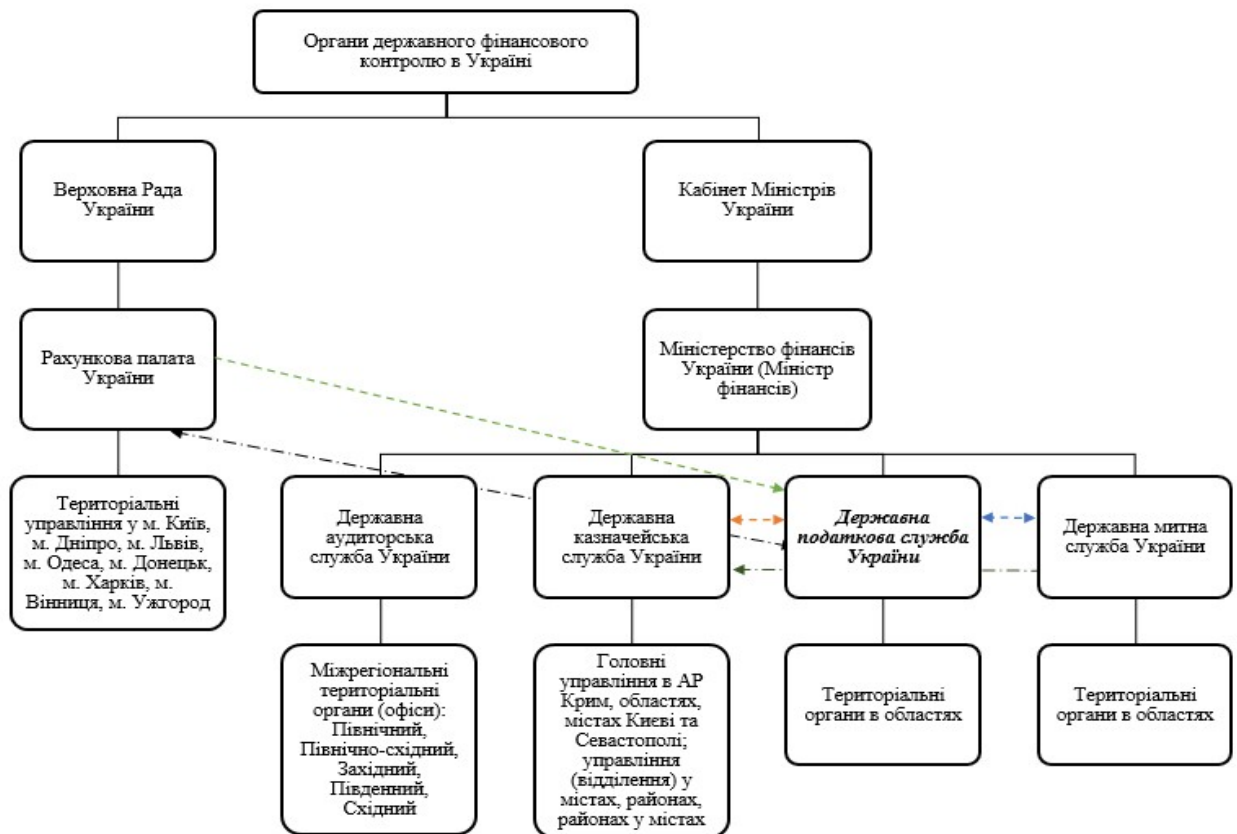 Органи державного фінансового
контролю в Україні
Верховна Рада
України
Кабінет Міністрів
України
Рахункова палата
України
Міністерство фінансів
України (Міністр
фінансів)
Територіальні
управління у м. Київ,
м. Дніпро, м. Львів,
м. Одеса, м. Донецьк,
м. Харків, м.
Вінниця, м. Ужгород
Державна
аудиторська
служба України
Державна
казначейська
служба України
Державна
податкова служба
України
Державна митна
служба України
Міжрегіональні
територіальні
органи (офіси):
Північний,
Північно-східний,
Західний,
Південний,
Східний
Головні
управління в АР
Крим, областях,
містах Києві та
Севастополі;
управління
(відділення) у
містах, районах,
районах у містах
Територіальні
органи в областях
Територіальні
органи в областях